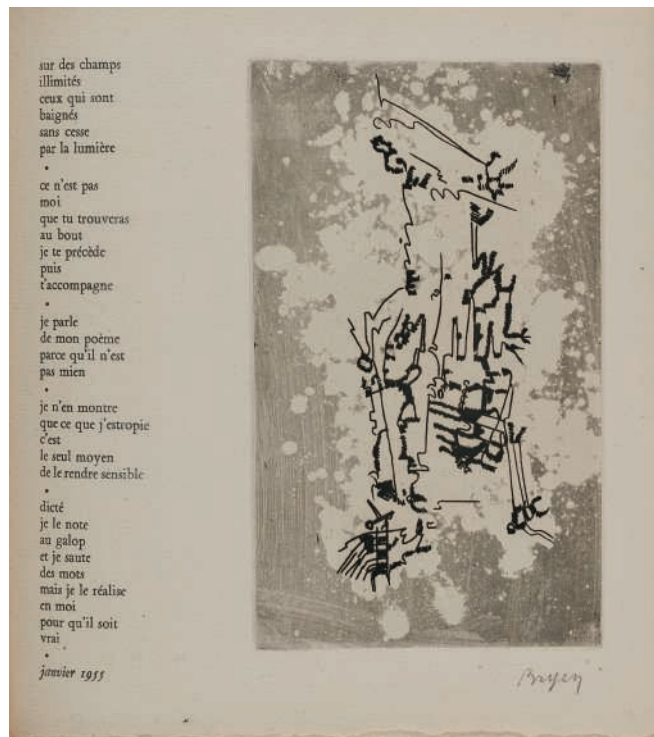 sur des champs
illimités
ceux qui sont
baignés
sans cesse
par la lumière
•
ce n'est pas
moi
que tu trouveras
au bout
je te précède
puis
t'accompagne
•
je parle
de mon poème
parce qu'il n'est
pas mien
•
je n'en montre
que ce que j'estropie
c'est
le seul moyen
de le rendre sensible
•
dicté
je le note
au galop
et je saute
des mots
mais je le réalise
en moi
pour qu'il soit
vrai
•
janvier 1955
Bryen